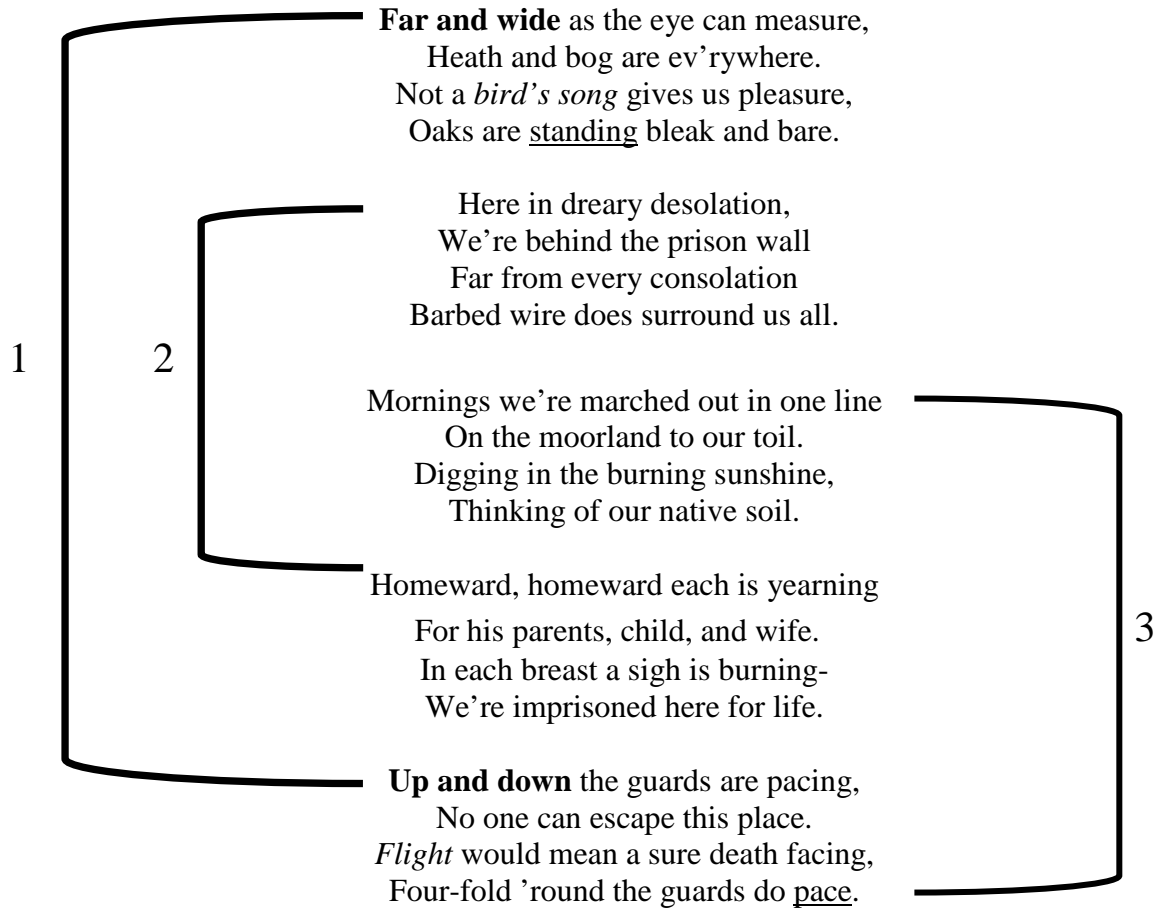 Far and wide as the eye can measure,
Heath and bog are ev’rywhere.
Not a bird’s song gives us pleasure,
Oaks are standing bleak and bare.
Here in dreary desolation,
We’re behind the prison wall
Far from every consolation
Barbed wire does surround us all.
1
2
Mornings we’re marched out in one line
On the moorland to our toil.
Digging in the burning sunshine,
Thinking of our native soil.
Homeward, homeward each is yearning
For his parents, child, and wife.
3
In each breast a sigh is burning-
We’re imprisoned here for life.
Up and down the guards are pacing,
No one can escape this place.
Flight would mean a sure death facing,
Four-fold ’round the guards do pace.